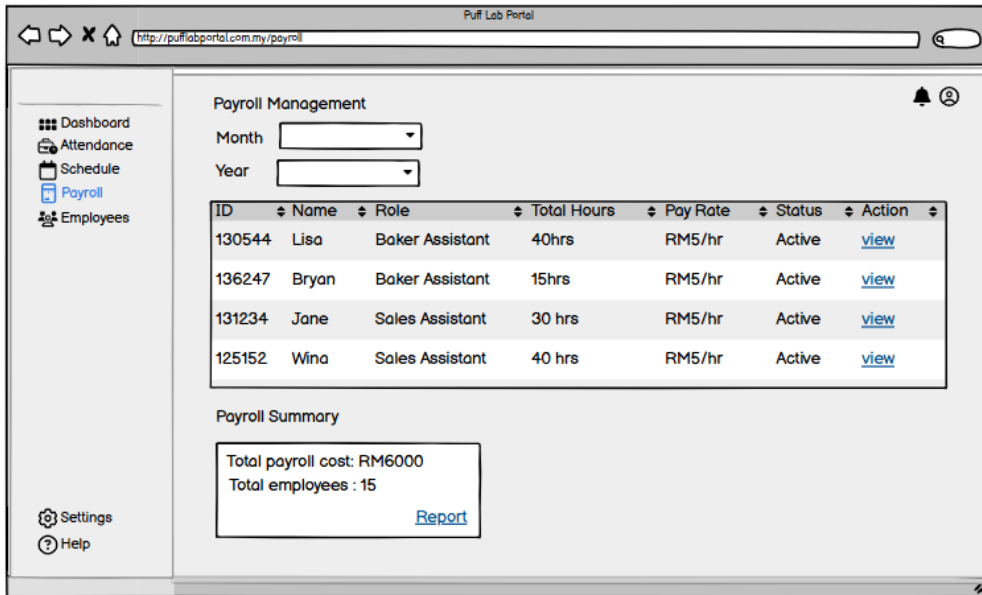 Puff Lab Portal
http://pufflabportal.com.my/payroll
Dashboard
Attendance
Schedule
Payroll
Employees
Settings
Help
Payroll Management
Month
Year
ID Name Role Total Hours Pay Rate Status Action
130544 Lisa Baker Assistant 40hrs RM5/hr Active view
136247 Bryan Baker Assistant 15hrs RM5/hr Active view
131234 Jane Sales Assistant 30 hrs RM5/hr Active view
125152 Wina Sales Assistant 40 hrs RM5/hr Active view
Payroll Summary
Total payroll cost: RM6000
Total employees : 15
Report